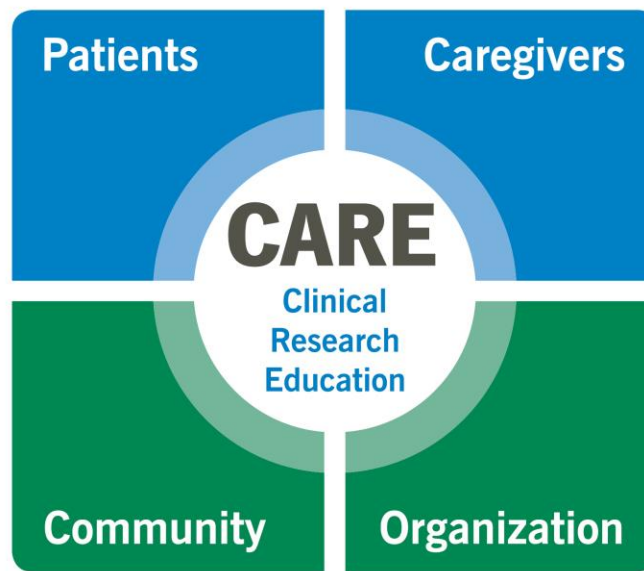 Patients
Caregivers
CARE
Clinical
Research
Education
Community
Organization